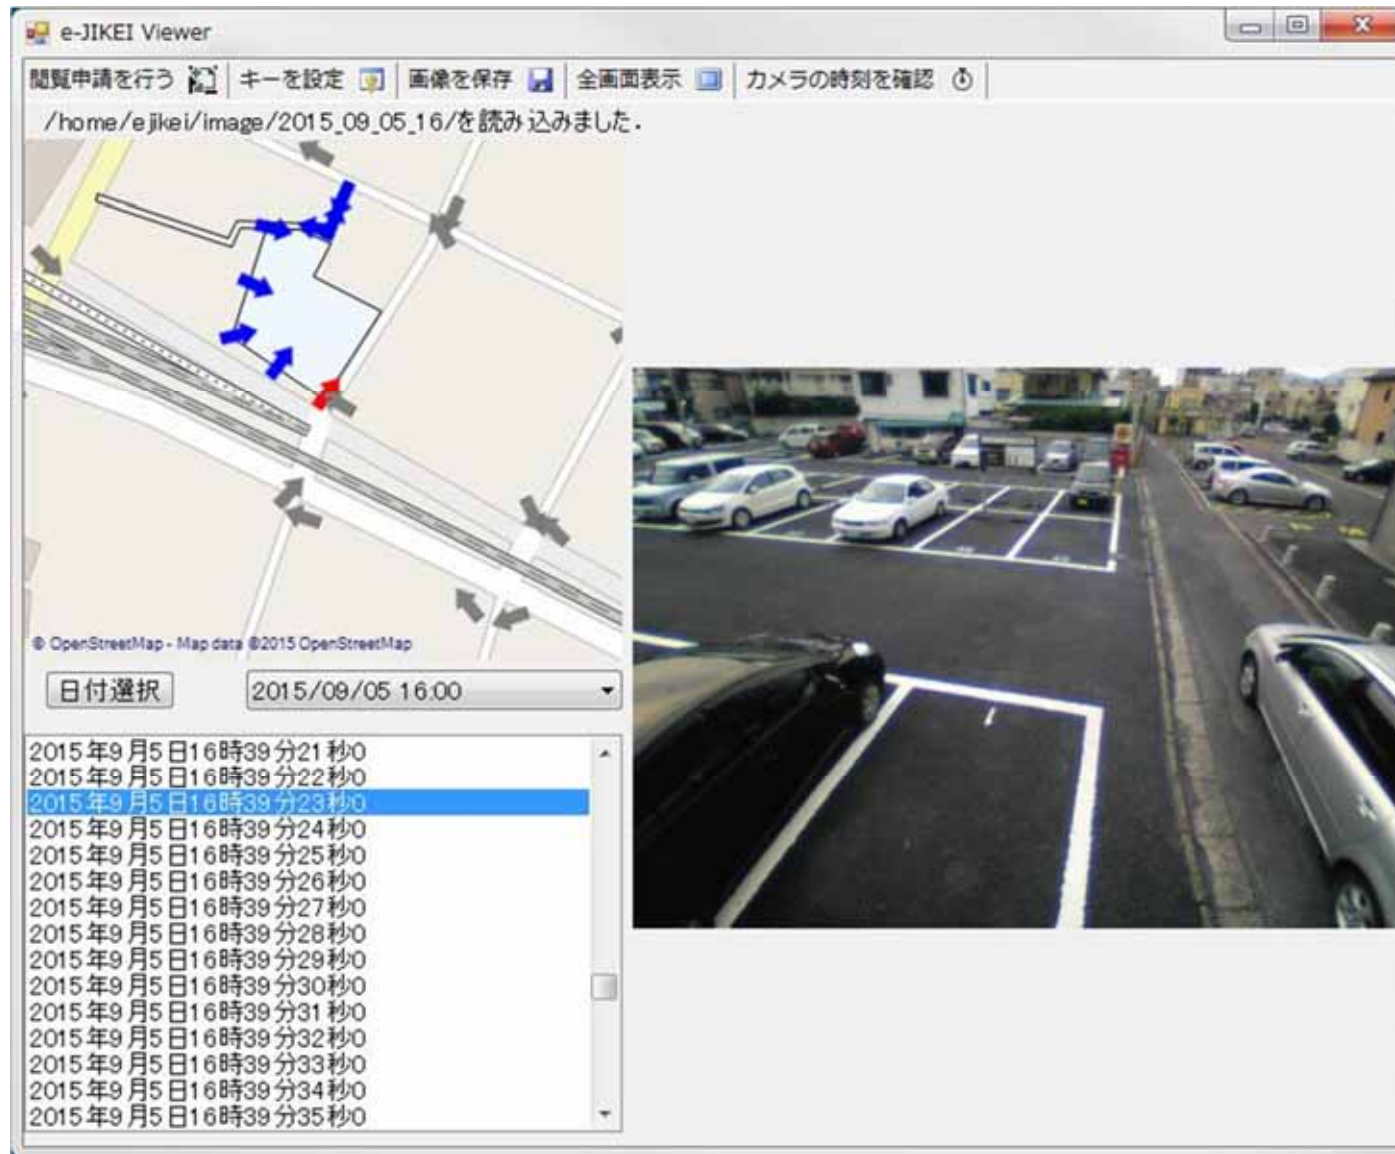 e-JIKEI Viewer
閲覧申請を行う キーを設定 画像を保存 全画面表示 カメラの時刻を確認
/home/ejikei/image/2015_09_05_16/を読み込みました.
© OpenStreetMap - Map data ©2015 OpenStreetMap
日付選択 2015/09/05 16:00
2015年9月5日16時39分21秒0
2015年9月5日16時39分22秒0
2015年9月5日16時39分23秒0
2015年9月5日16時39分24秒0
2015年9月5日16時39分25秒0
2015年9月5日16時39分26秒0
2015年9月5日16時39分27秒0
2015年9月5日16時39分28秒0
2015年9月5日16時39分29秒0
2015年9月5日16時39分30秒0
2015年9月5日16時39分31秒0
2015年9月5日16時39分32秒0
2015年9月5日16時39分33秒0
2015年9月5日16時39分34秒0
2015年9月5日16時39分35秒0